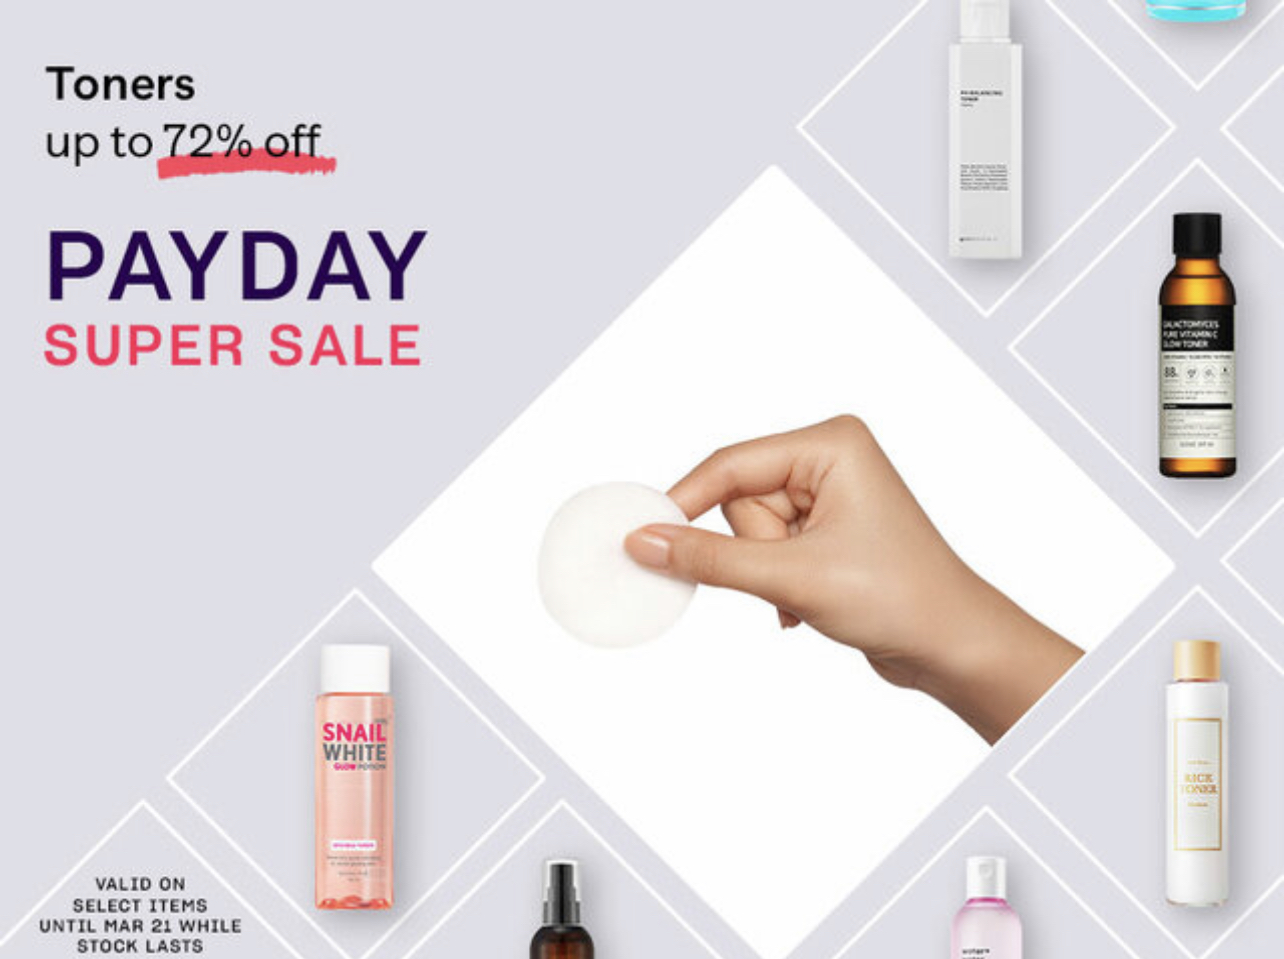 Toners
up to 72% off
PAYDAY
SUPER SALE
PH BALANCING
TONER
GALACTOMYCES
PURE VITAMIN C
GLOW TONER
88
SNAIL
WHITE
GLOW POTION
RICE
TONER
VALID ON
SELECT ITEMS
UNTIL MAR 21 WHILE
STOCK LASTS